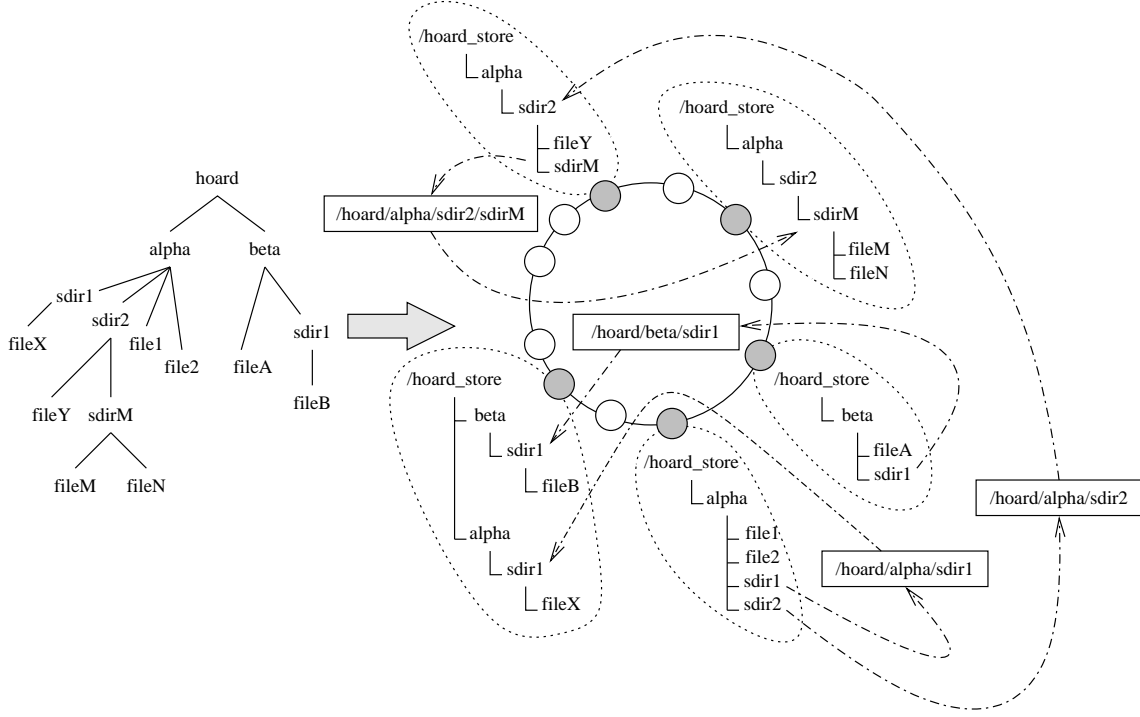 hoard
alpha
beta
sdir1
sdir2
file1
file2
fileX
fileY
sdirM
fileM
fileN
fileA
sdir1
fileB
/hoard_store
alpha
sdir2
fileY
sdirM
/hoard/alpha/sdir2/sdirM
/hoard_store
alpha
sdir2
sdirM
fileM
fileN
/hoard/beta/sdir1
/hoard_store
beta
sdir1
fileB
alpha
sdir1
fileX
/hoard_store
alpha
file1
file2
sdir1
sdir2
/hoard_store
beta
fileA
sdir1
/hoard/alpha/sdir2
/hoard/alpha/sdir1